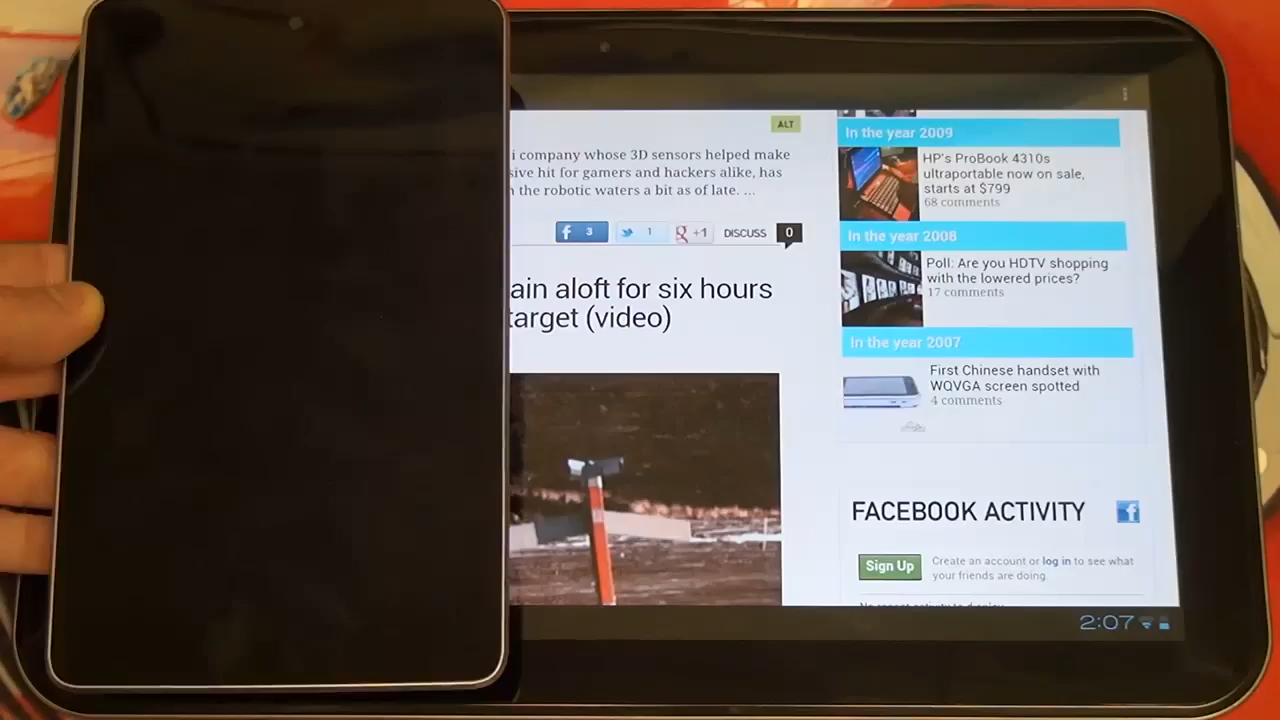 ALT
i company whose 3D sensors helped make
sive hit for gamers and hackers alike, has
the robotic waters a bit as of late. ...
f 3
1
g +1
DISCUSS 0
ain aloft for six hours
target (video)
In the year 2009
HP's ProBook 4310s
ultraportable now on sale,
starts at $799
68 comments
In the year 2008
Poll: Are you HDTV shopping
with the lowered prices?
17 comments
In the year 2007
First Chinese handset with
WQVGA screen spotted
4 comments
FACEBOOK ACTIVITY f
Sign Up
Create an account or log in to see what
your friends are doing.
2:07